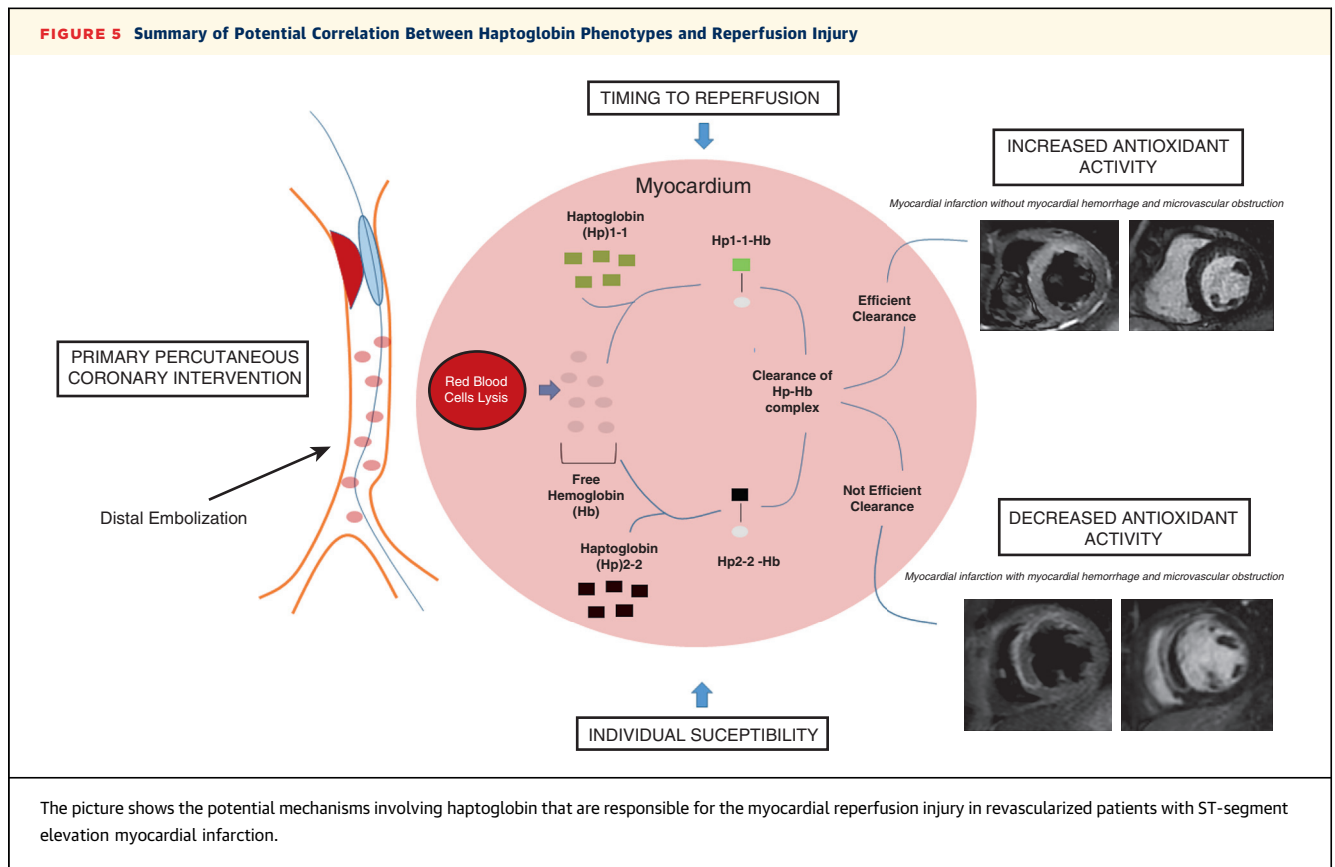 FIGURE 5 Summary of Potential Correlation Between Haptoglobin Phenotypes and Reperfusion Injury
TIMING TO REPERFUSION
INCREASED ANTIOXIDANT
ACTIVITY
Myocardial infarction without myocardial hemorrhage and microvascular obstruction
Myocardium
Haptoglobin
(Hp)1-1
Hp1-1-Hb
Efficient
Clearance
PRIMARY PERCUTANEOUS
CORONARY INTERVENTION
Red Blood
Cells Lysis
Clearance of
Hp-Hb
complex
Free
Hemoglobin
(Hb)
Not Efficient
Clearance
Distal Embolization
DECREASED ANTIOXIDANT
ACTIVITY
Haptoglobin
(Hp)2-2
Hp2-2 -Hb
Myocardial infarction with myocardial hemorrhage and microvascular obstruction
INDIVIDUAL SUCEPTIBILITY
The picture shows the potential mechanisms involving haptoglobin that are responsible for the myocardial reperfusion injury in revascularized patients with ST-segment
elevation myocardial infarction.